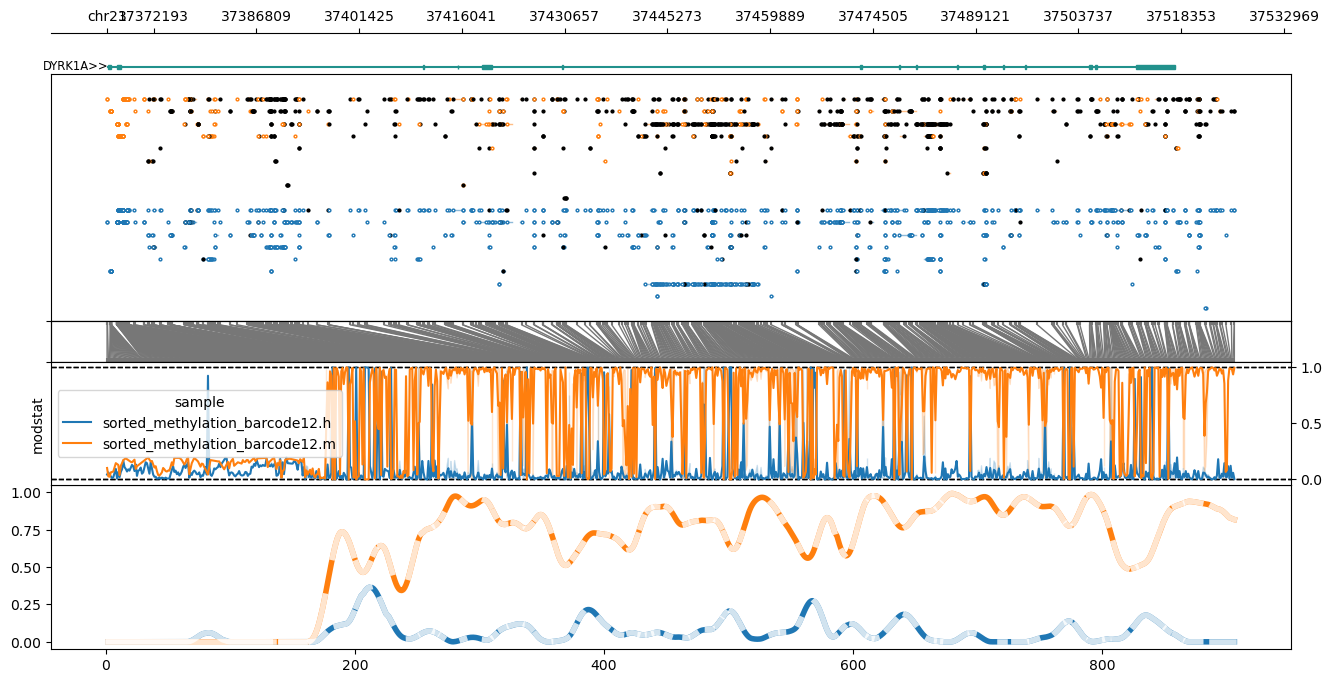 chr21 37372193 37386809 37401425 37416041 37430657 37445273 37459889 37474505 37489121 37503737 37518353 37532969
DYRK1A>>
modstat
sample
sorted_methylation_barcode12.h
sorted_methylation_barcode12.m
1.0
0.5
0.0
1.00
0.75
0.50
0.25
0.00
0 200 400 600 800